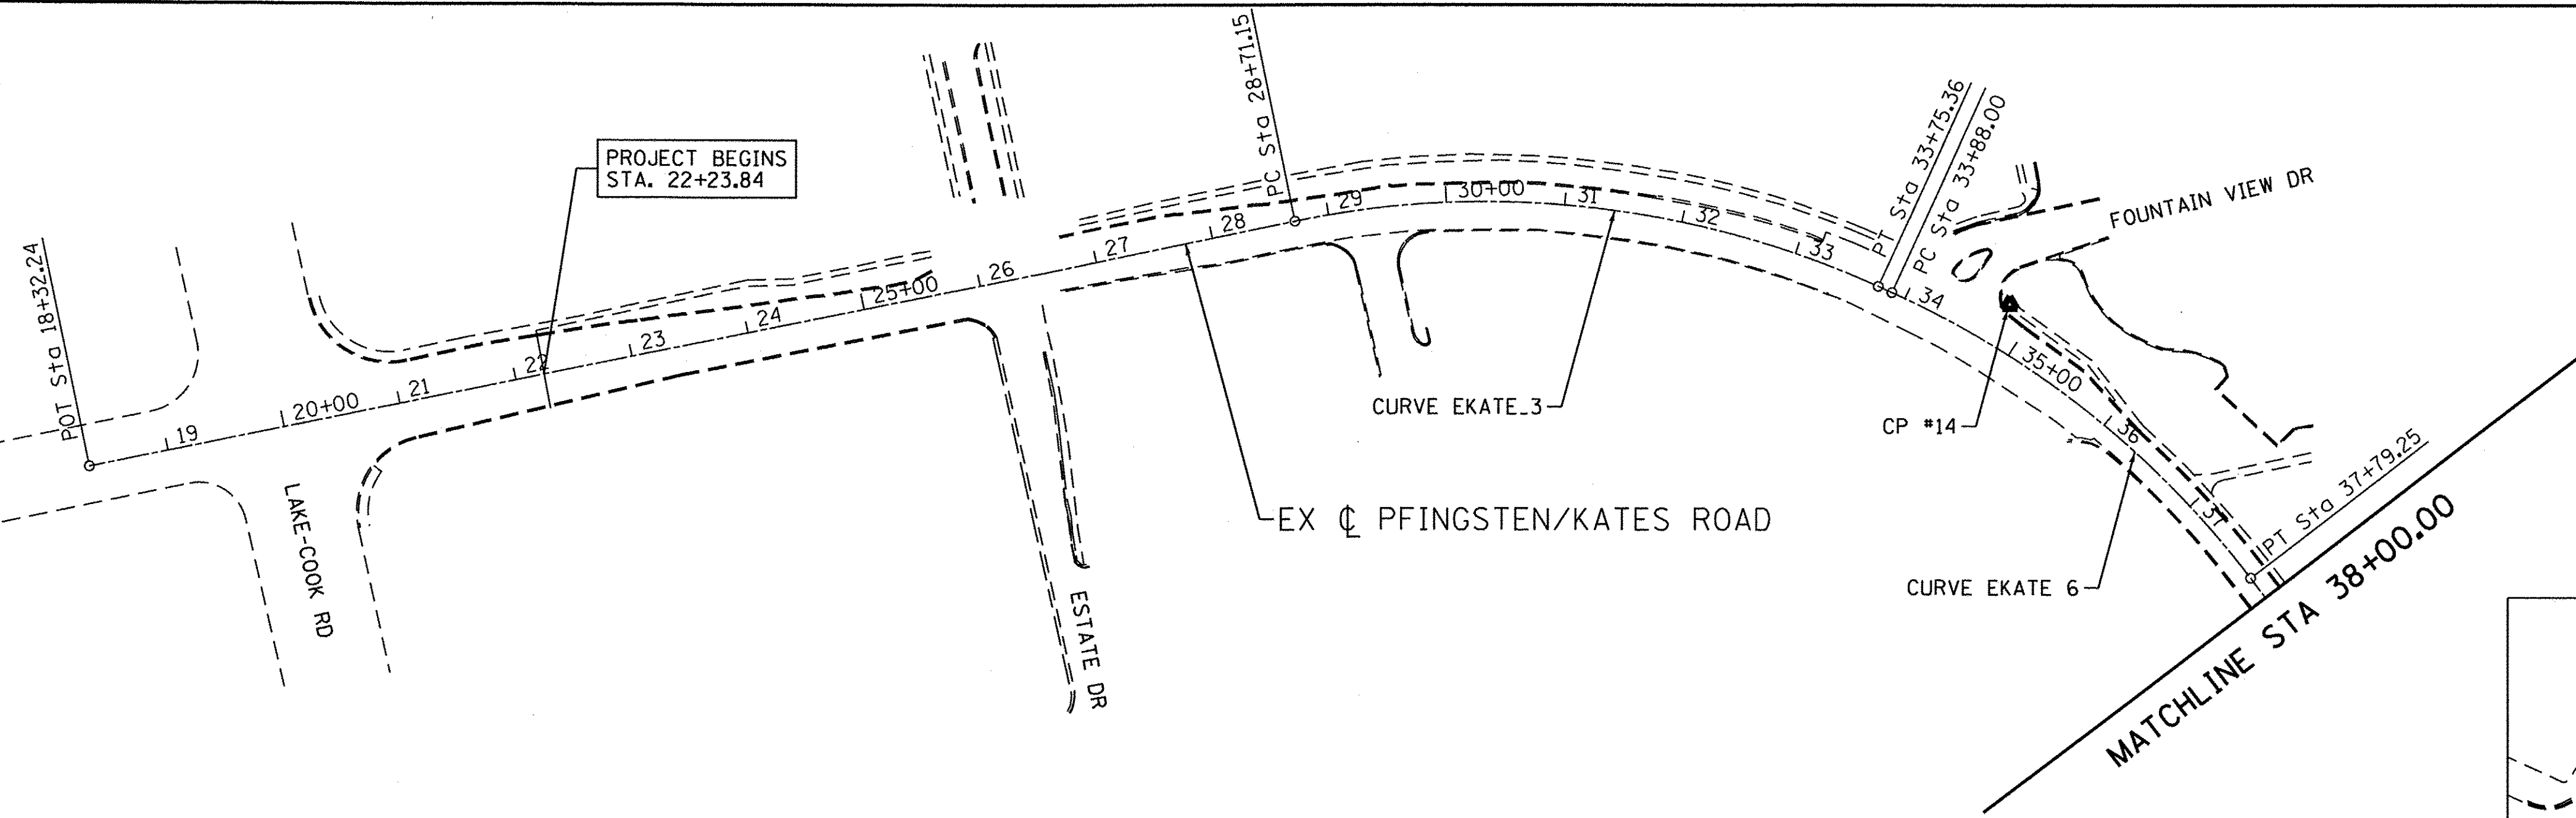 POT Sta 18+32.24
19
20+00
21
22
23
24
25+00
26
27
28
29
30+00
31
32
33
34
35+00
36
37
PROJECT BEGINS
STA. 22+23.84
PC Sta 28+71.15
PT Sta 33+75.36
PC Sta 33+88.00
FOUNTAIN VIEW DR
CURVE EKATE_3
CP #14
EX ℄ PFINGSTEN/KATES ROAD
LAKE-COOK RD
ESTATE DR
CURVE EKATE 6
PT Sta 37+79.25
MATCHLINE STA 38+00.00